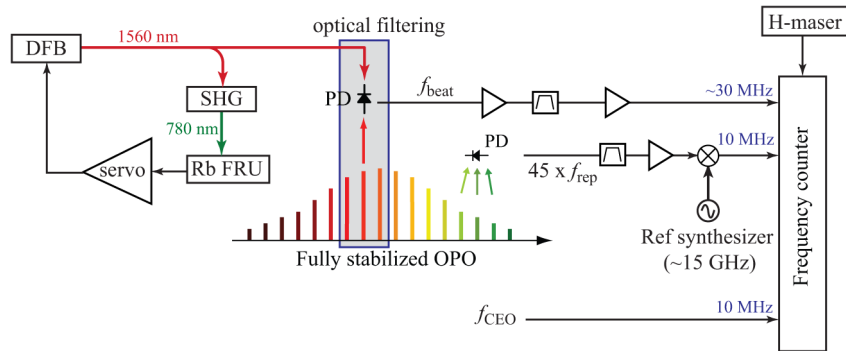 optical filtering
H-maser
DFB
1560 nm
SHG
PD
f_beat
~30 MHz
780 nm
PD
10 MHz
servo
Rb FRU
45 x f_rep
Ref synthesizer
(~15 GHz)
Frequency counter
Fully stabilized OPO
f_CEO
10 MHz